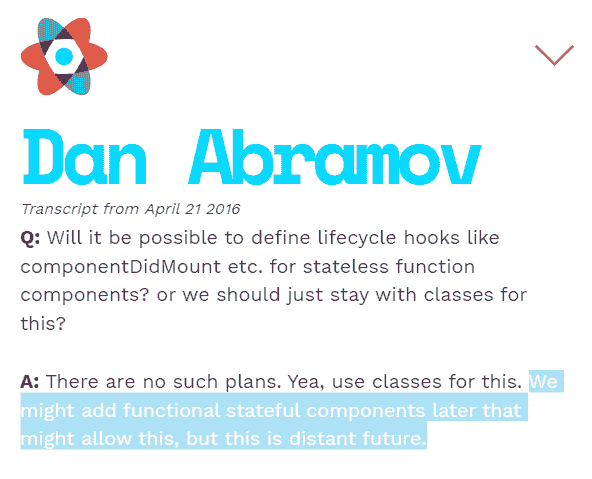 Dan Abramov
Transcript from April 21 2016
Q: Will it be possible to define lifecycle hooks like
componentDidMount etc. for stateless function
components? or we should just stay with classes for
this?
A: There are no such plans. Yea, use classes for this. We
might add functional stateful components later that
might allow this, but this is distant future.